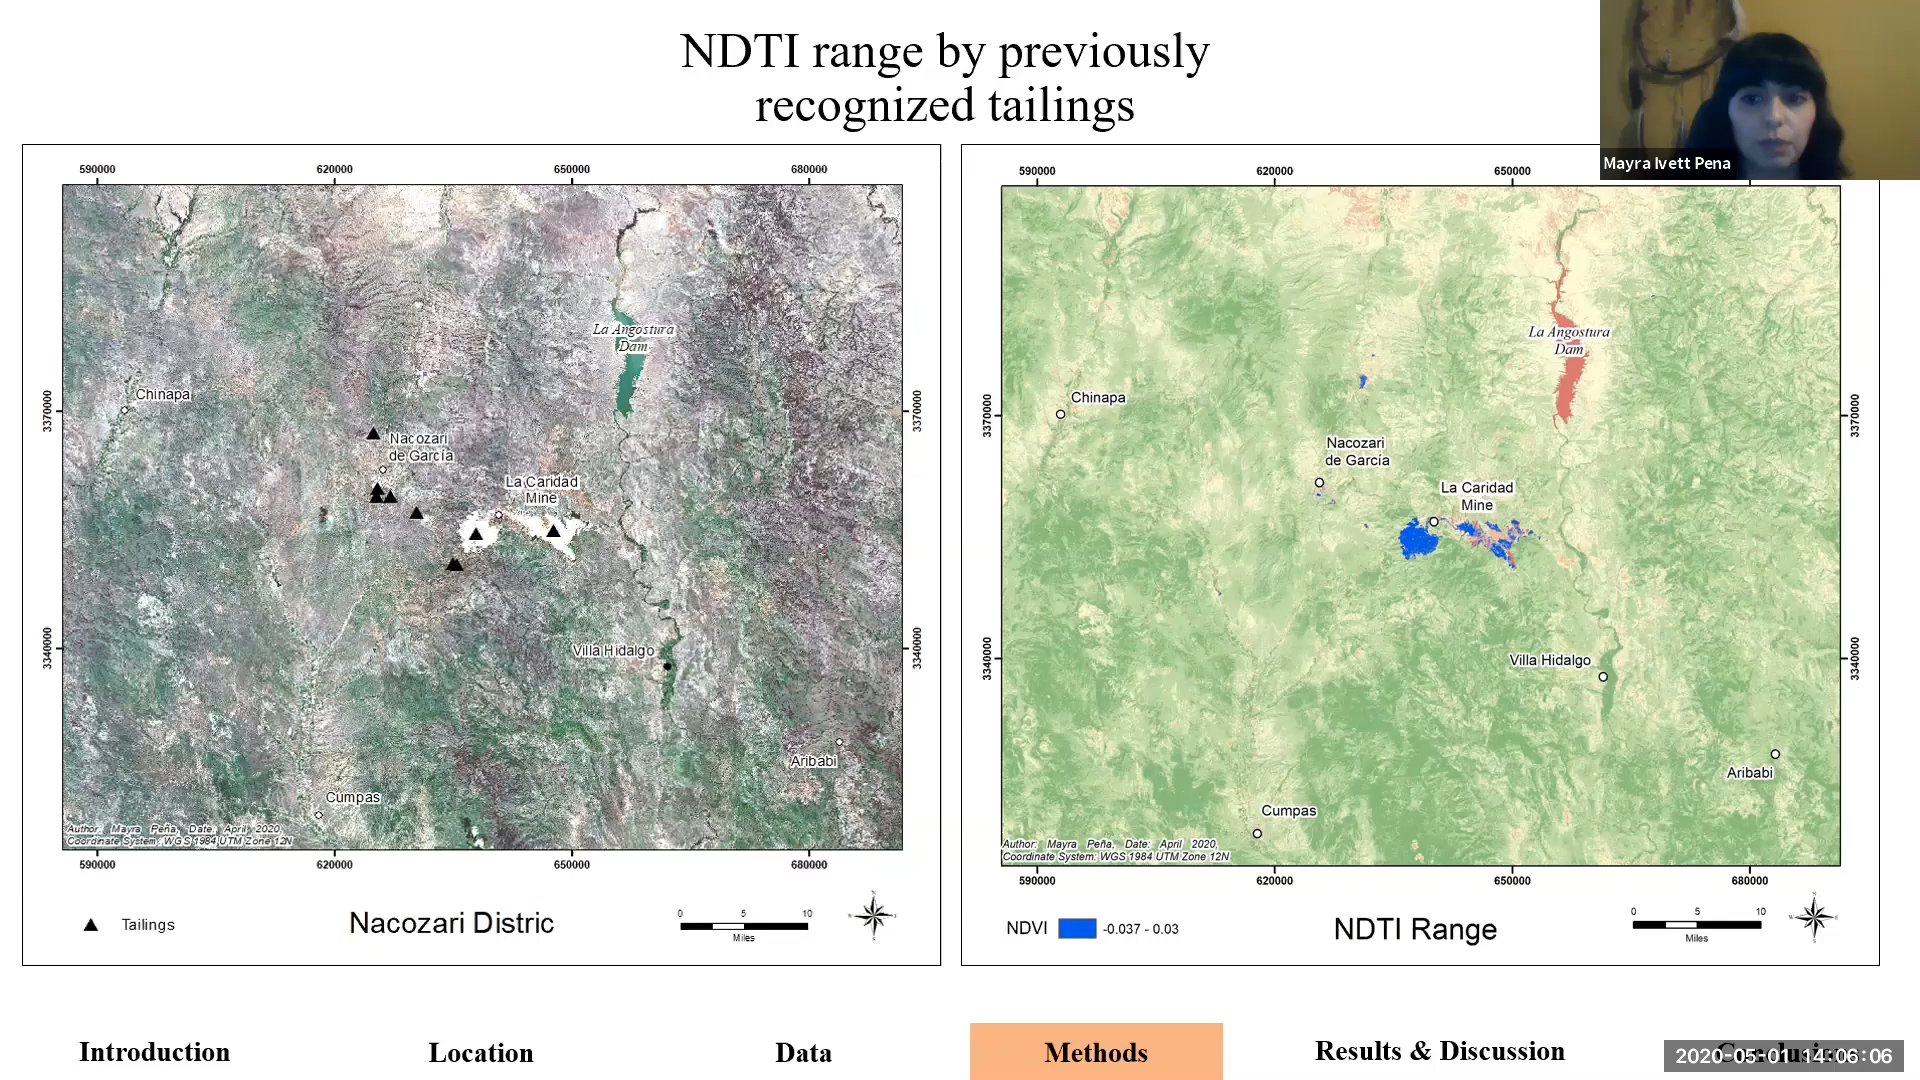 NDTI range by previously
recognized tailings
Mayra Ivett Pena
590000 620000 650000 680000
3370000 3370000
3340000 3340000
La Angostura
Dam
Chinapa
Nacozari
de García
La Caridad
Mine
Villa Hidalgo
Aribabi
Cumpas
Author: Mayra Peña, Date: April 2020,
Coordinate System: WGS 1984 UTM Zone 12N
590000 620000 650000 680000
Tailings
Nacozari Distric
0 5 10
Miles
590000 620000 650000
3370000 3370000
3340000 3340000
La Angostura
Dam
Chinapa
Nacozari
de García
La Caridad
Mine
Villa Hidalgo
Aribabi
Cumpas
Author: Mayra Peña, Date: April 2020,
Coordinate System: WGS 1984 UTM Zone 12N
590000 620000 650000 680000
NDVI -0.037 - 0.03
NDTI Range
0 5 10
Miles
Introduction Location Data Methods Results & Discussion
2020-05-01 14:06:06